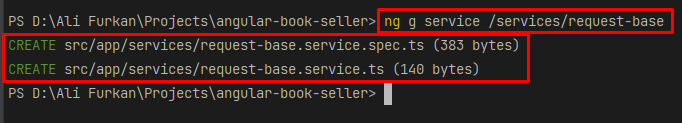 PS D:\Ali Furkan\Projects\angular-book-seller> ng g service /services/request-base
CREATE src/app/services/request-base.service.spec.ts (383 bytes)
CREATE src/app/services/request-base.service.ts (140 bytes)
PS D:\Ali Furkan\Projects\angular-book-seller>